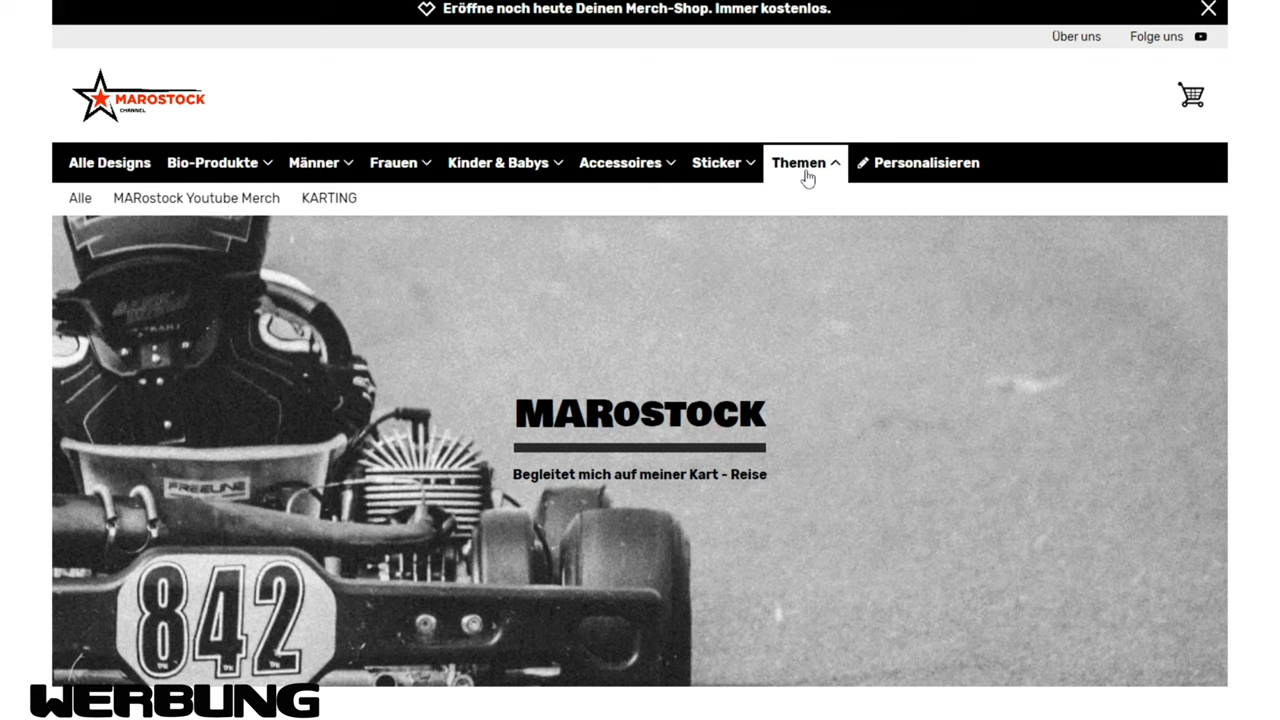 Eröffne noch heute Deinen Merch-Shop. Immer kostenlos.
Über uns Folge uns
MAROSTOCK
CHANNEL
Alle Designs Bio-Produkte Männer Frauen Kinder & Babys Accessoires Sticker Themen Personalisieren
Alle MARostock Youtube Merch KARTING
MAROSTOCK
Begleitet mich auf meiner Kart - Reise
FREELINE
842
WERBUNG